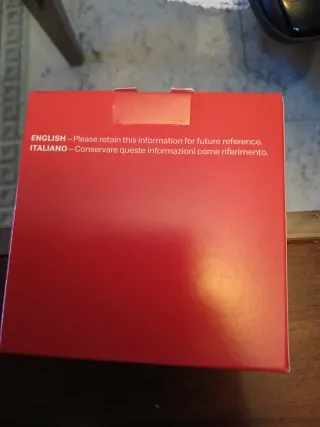 ENGLISH – Please retain this information for future reference.
ITALIANO – Conservare queste informazioni come riferimento.